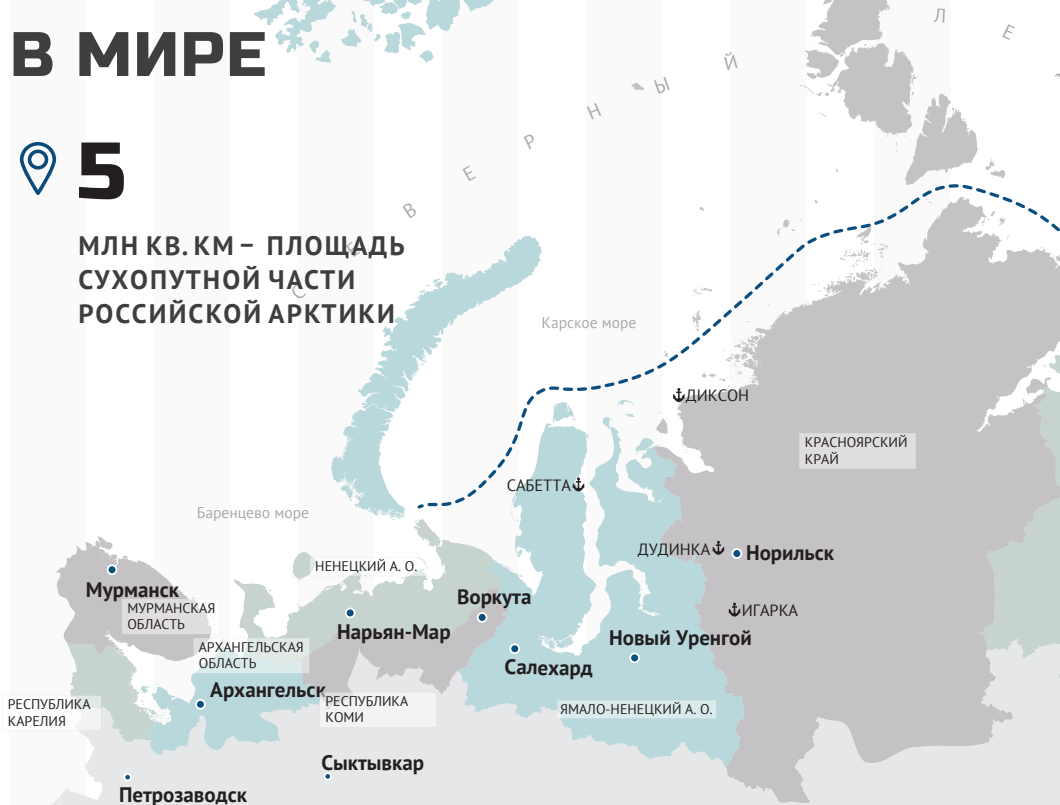 В МИРЕ
5
МЛН КВ. КМ – ПЛОЩАДЬ
СУХОПУТНОЙ ЧАСТИ
РОССИЙСКОЙ АРКТИКИ
С Е В Е Р Н Ы Й
Л Е
Карское море
ДИКСОН
КРАСНОЯРСКИЙ
КРАЙ
САБЕТТА
Баренцево море
ДУДИНКА
Норильск
НЕНЕЦКИЙ А. О.
Мурманск
МУРМАНСКАЯ
ОБЛАСТЬ
Воркута
ИГАРКА
Нарьян-Мар
Новый Уренгой
АРХАНГЕЛЬСКАЯ
ОБЛАСТЬ
Салехард
Архангельск
РЕСПУБЛИКА
КАРЕЛИЯ
РЕСПУБЛИКА
КОМИ
ЯМАЛО-НЕНЕЦКИЙ А. О.
Сыктывкар
Петрозаводск